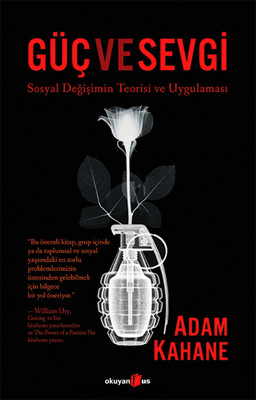 GÜÇ VE SEVGİ
Sosyal Değişimin Teorisi ve Uygulaması
"Bu önemli kitap, grup içinde
ya da toplumsal ve sosyal
yaşamdaki en zorlu
problemlerimizin
üzerinden gelebilmek
için bilgece
bir yol öneriyor."
— William Ury,
Getting to Yes
kitabının yazarlarından
ve The Power of a Positive No
kitabının yazarı.
ADAM
KAHANE
okuyan us